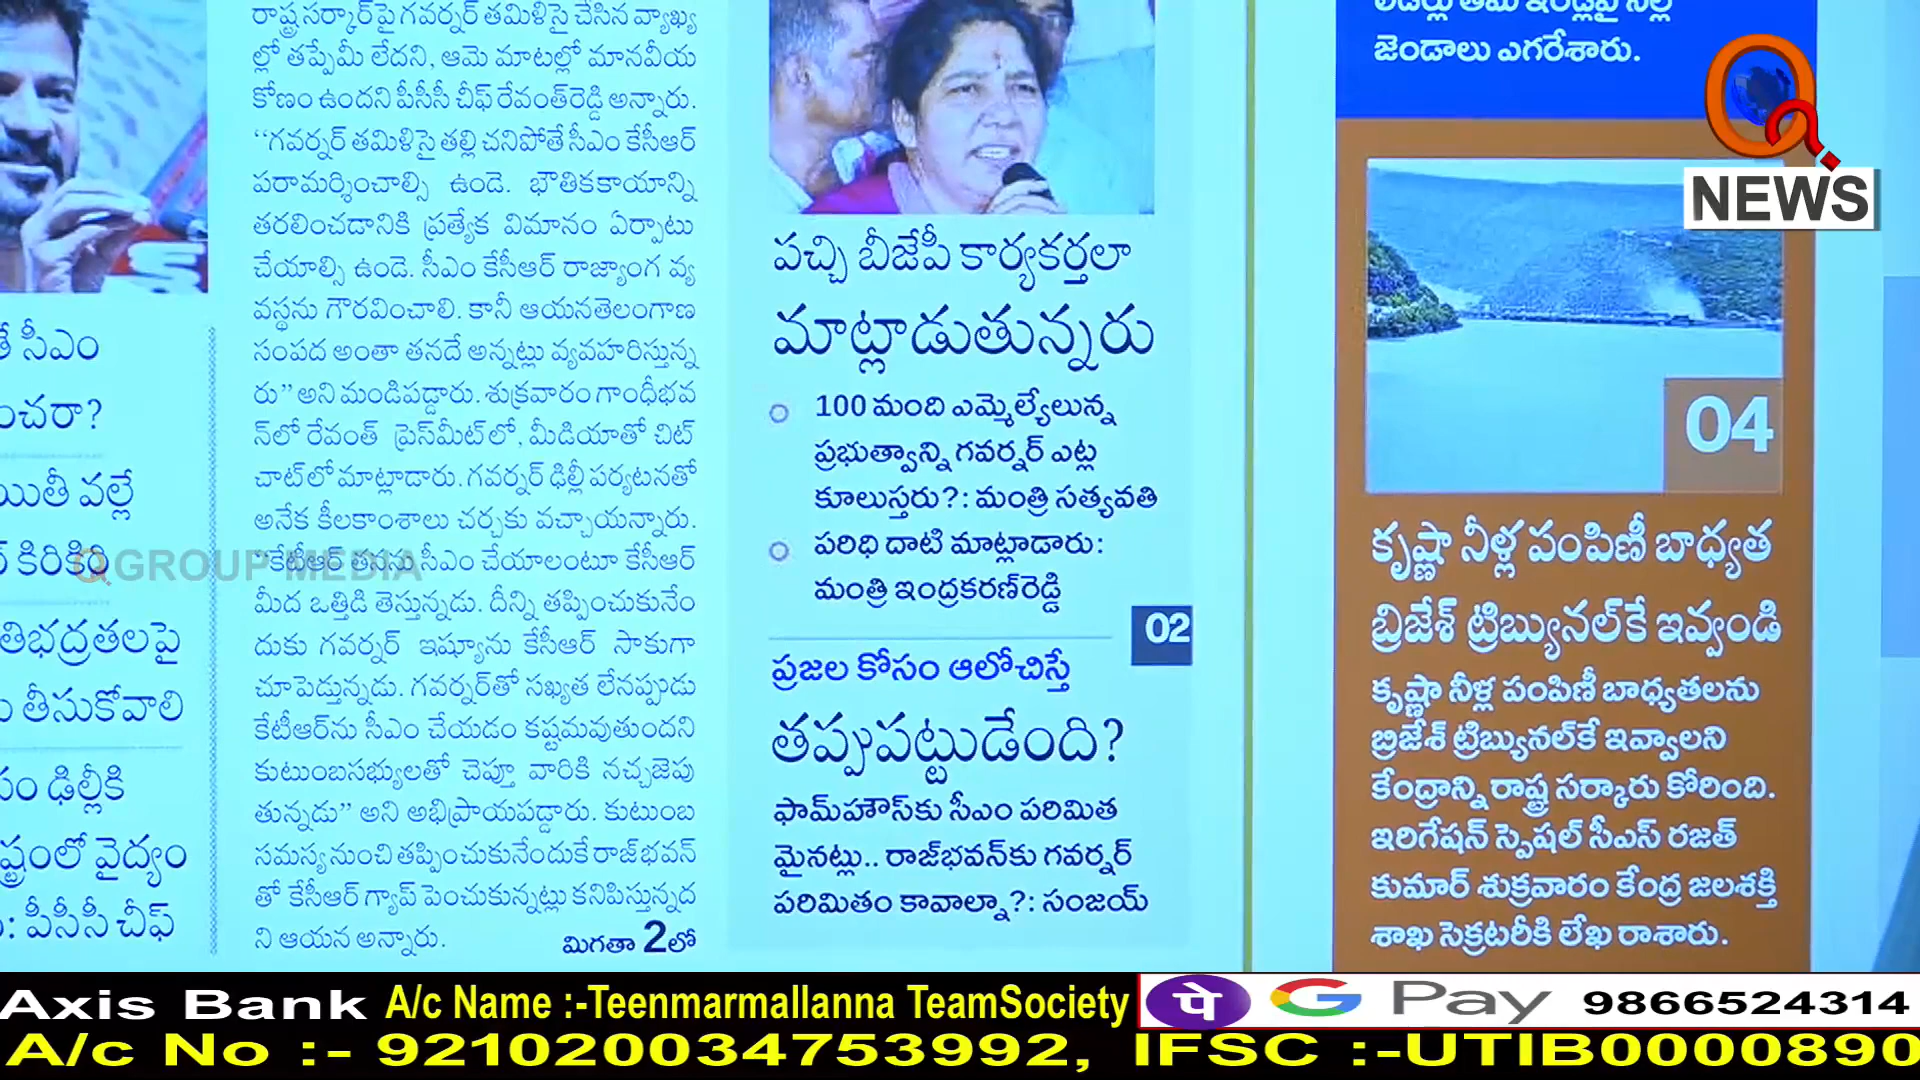 తే సీఎం
ంచరా?
యితీ వల్లే
కిరికిరి
తిభద్రతలపై
తీసుకోవాలి
సం ఢిల్లీకి
ష్ట్రంలో వైద్యం
: పీసీసీ చీఫ్
రాష్ట్ర సర్కార్‌పై గవర్నర్ తమిళిసై చేసిన వ్యాఖ్య
ల్లో తప్పేమీ లేదని, ఆమె మాటల్లో మానవీయ
కోణం ఉందని పీసీసీ చీఫ్ రేవంత్‌రెడ్డి అన్నారు.
‘‘గవర్నర్ తమిళిసై తల్లి చనిపోతే సీఎం కేసీఆర్
పరామర్శించాల్సి ఉండె. భౌతికకాయాన్ని
తరలించడానికి ప్రత్యేక విమానం ఏర్పాటు
చేయాల్సి ఉండె. సీఎం కేసీఆర్ రాజ్యాంగ వ్య
వస్థను గౌరవించాలి. కానీ ఆయనతెలంగాణ
సంపద అంతా తనదే అన్నట్లు వ్యవహరిస్తున్న
రు’’ అని మండిపడ్డారు. శుక్రవారం గాంధీభవ
న్‌లో రేవంత్ ప్రెస్‌మీట్‌లో, మీడియాతో చిట్
చాట్‌లో మాట్లాడారు. గవర్నర్ ఢిల్లీ పర్యటనతో
అనేక కీలకాంశాలు చర్చకు వచ్చాయన్నారు.
‘‘కేటీఆర్ తనను సీఎం చేయాలంటూ కేసీఆర్
మీద ఒత్తిడి తెస్తున్నడు. దీన్ని తప్పించుకునేం
దుకు గవర్నర్ ఇష్యూను కేసీఆర్ సాకుగా
చూపెడ్తున్నడు. గవర్నర్‌తో సఖ్యత లేనప్పుడు
కేటీఆర్‌ను సీఎం చేయడం కష్టమవుతుందని
కుటుంబసభ్యులతో చెప్తూ వారికి నచ్చజెపు
తున్నడు’’ అని అభిప్రాయపడ్డారు. కుటుంబ
సమస్య నుంచి తప్పించుకునేందుకే రాజ్‌భవన్
తో కేసీఆర్ గ్యాప్ పెంచుకున్నట్లు కనిపిస్తున్నద
ని ఆయన అన్నారు.
మిగతా 2లో
Q GROUP MEDIA
పచ్చి బీజేపీ కార్యకర్తలా
మాట్లాడుతున్నరు
100 మంది ఎమ్మెల్యేలున్న
ప్రభుత్వాన్ని గవర్నర్ ఎట్ల
కూలుస్తరు?: మంత్రి సత్యవతి
పరిధి దాటి మాట్లాడారు:
మంత్రి ఇంద్రకరణ్‌రెడ్డి
02
ప్రజల కోసం ఆలోచిస్తే
తప్పుపట్టుడేంది?
ఫామ్‌హౌస్‌కు సీఎం పరిమిత
మైనట్లు.. రాజ్‌భవన్‌కు గవర్నర్
పరిమితం కావాల్నా?: సంజయ్
జెండాలు ఎగరేశారు.
Q
NEWS
04
కృష్ణా నీళ్ల పంపిణీ బాధ్యత
బ్రిజేశ్ ట్రిబ్యునల్‌కే ఇవ్వండి
కృష్ణా నీళ్ల పంపిణీ బాధ్యతలను
బ్రిజేశ్ ట్రిబ్యునల్‌కే ఇవ్వాలని
కేంద్రాన్ని రాష్ట్ర సర్కారు కోరింది.
ఇరిగేషన్ స్పెషల్ సీఎస్ రజత్
కుమార్ శుక్రవారం కేంద్ర జలశక్తి
శాఖ సెక్రటరీకి లేఖ రాశారు.
Axis Bank A/c Name :-Teenmarmallanna TeamSociety
पे G Pay 9866524314
A/c No :- 921020034753992, IFSC :-UTIB0000890